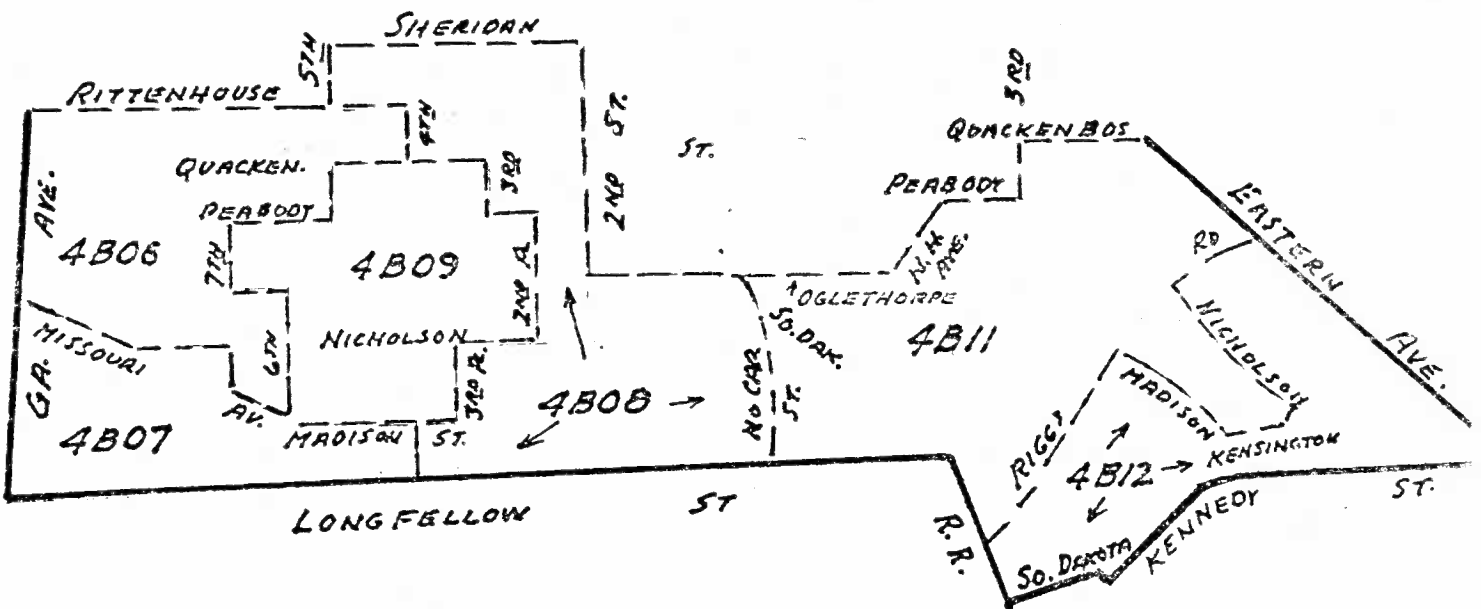 SHERIDAN
5TH
RITTENHOUSE
4TH
2ND ST.
ST.
3RD
QUACKENBOS
QUACKEN.
3RD
PEABODY
PEABODY
EASTERN AVE.
GA. AVE.
4B06
7TH
4B09
2ND Pl.
N.H. AVE.
RD
OGLETHORPE
NICHOLSON
MISSOURI AV.
6TH
NICHOLSON
SO. DAK.
4B11
3RD Pl.
4B08
NO CAR ST.
MADISON
4B07
MADISON ST.
RIGGS
4B12
KENSINGTON
LONGFELLOW ST
R.R.
SO. DAKOTA
KENNEDY ST.